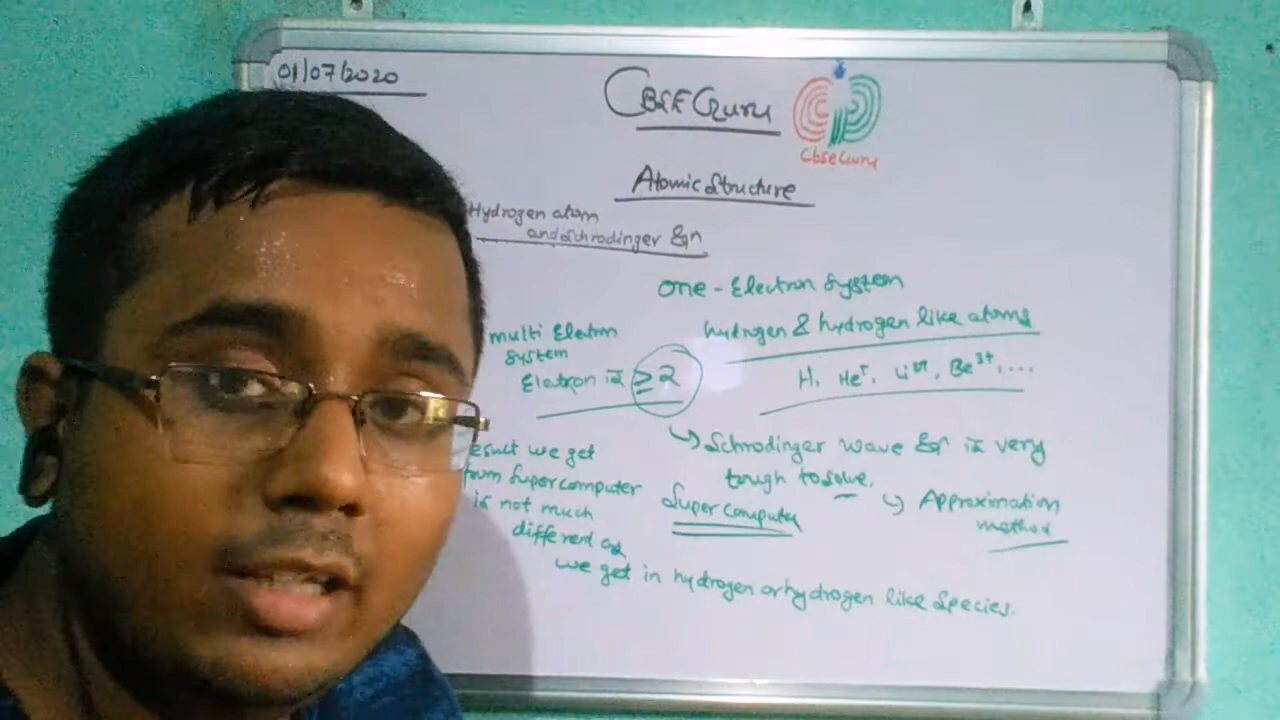 01/07/2020
CBSE Guru
CbseGuru
Atomic Structure
Hydrogen atom
and Schrodinger Eqn
one - Electron System
hydrogen & hydrogen like atoms
H, He⁺, Li²⁺, Be³⁺, ....
multi Electron
System
Electron is ≥ 2
Schrodinger wave Eqn is very
tough to solve.
Approximation
method
Super Computer
esult we get
from Supercomputer
is not much
different as
we get in hydrogen or hydrogen like Species.